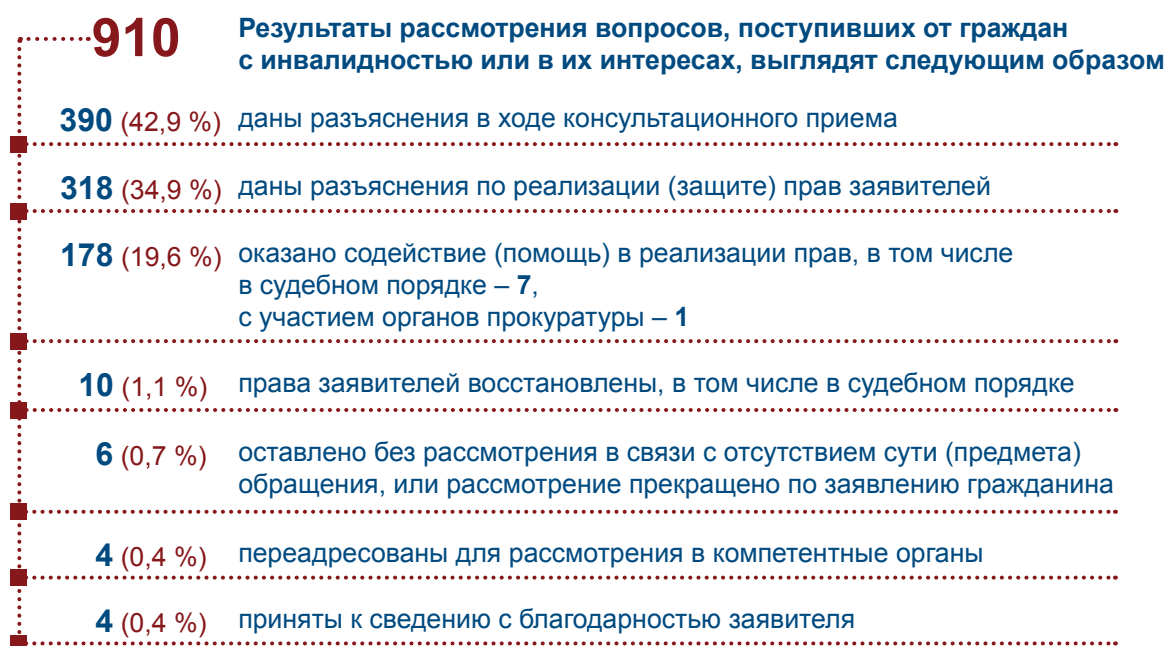 910 Результаты рассмотрения вопросов, поступивших от граждан
с инвалидностью или в их интересах, выглядят следующим образом
390 (42,9 %) даны разъяснения в ходе консультационного приема
318 (34,9 %) даны разъяснения по реализации (защите) прав заявителей
178 (19,6 %) оказано содействие (помощь) в реализации прав, в том числе
в судебном порядке – 7,
с участием органов прокуратуры – 1
10 (1,1 %) права заявителей восстановлены, в том числе в судебном порядке
6 (0,7 %) оставлено без рассмотрения в связи с отсутствием сути (предмета)
обращения, или рассмотрение прекращено по заявлению гражданина
4 (0,4 %) переадресованы для рассмотрения в компетентные органы
4 (0,4 %) приняты к сведению с благодарностью заявителя